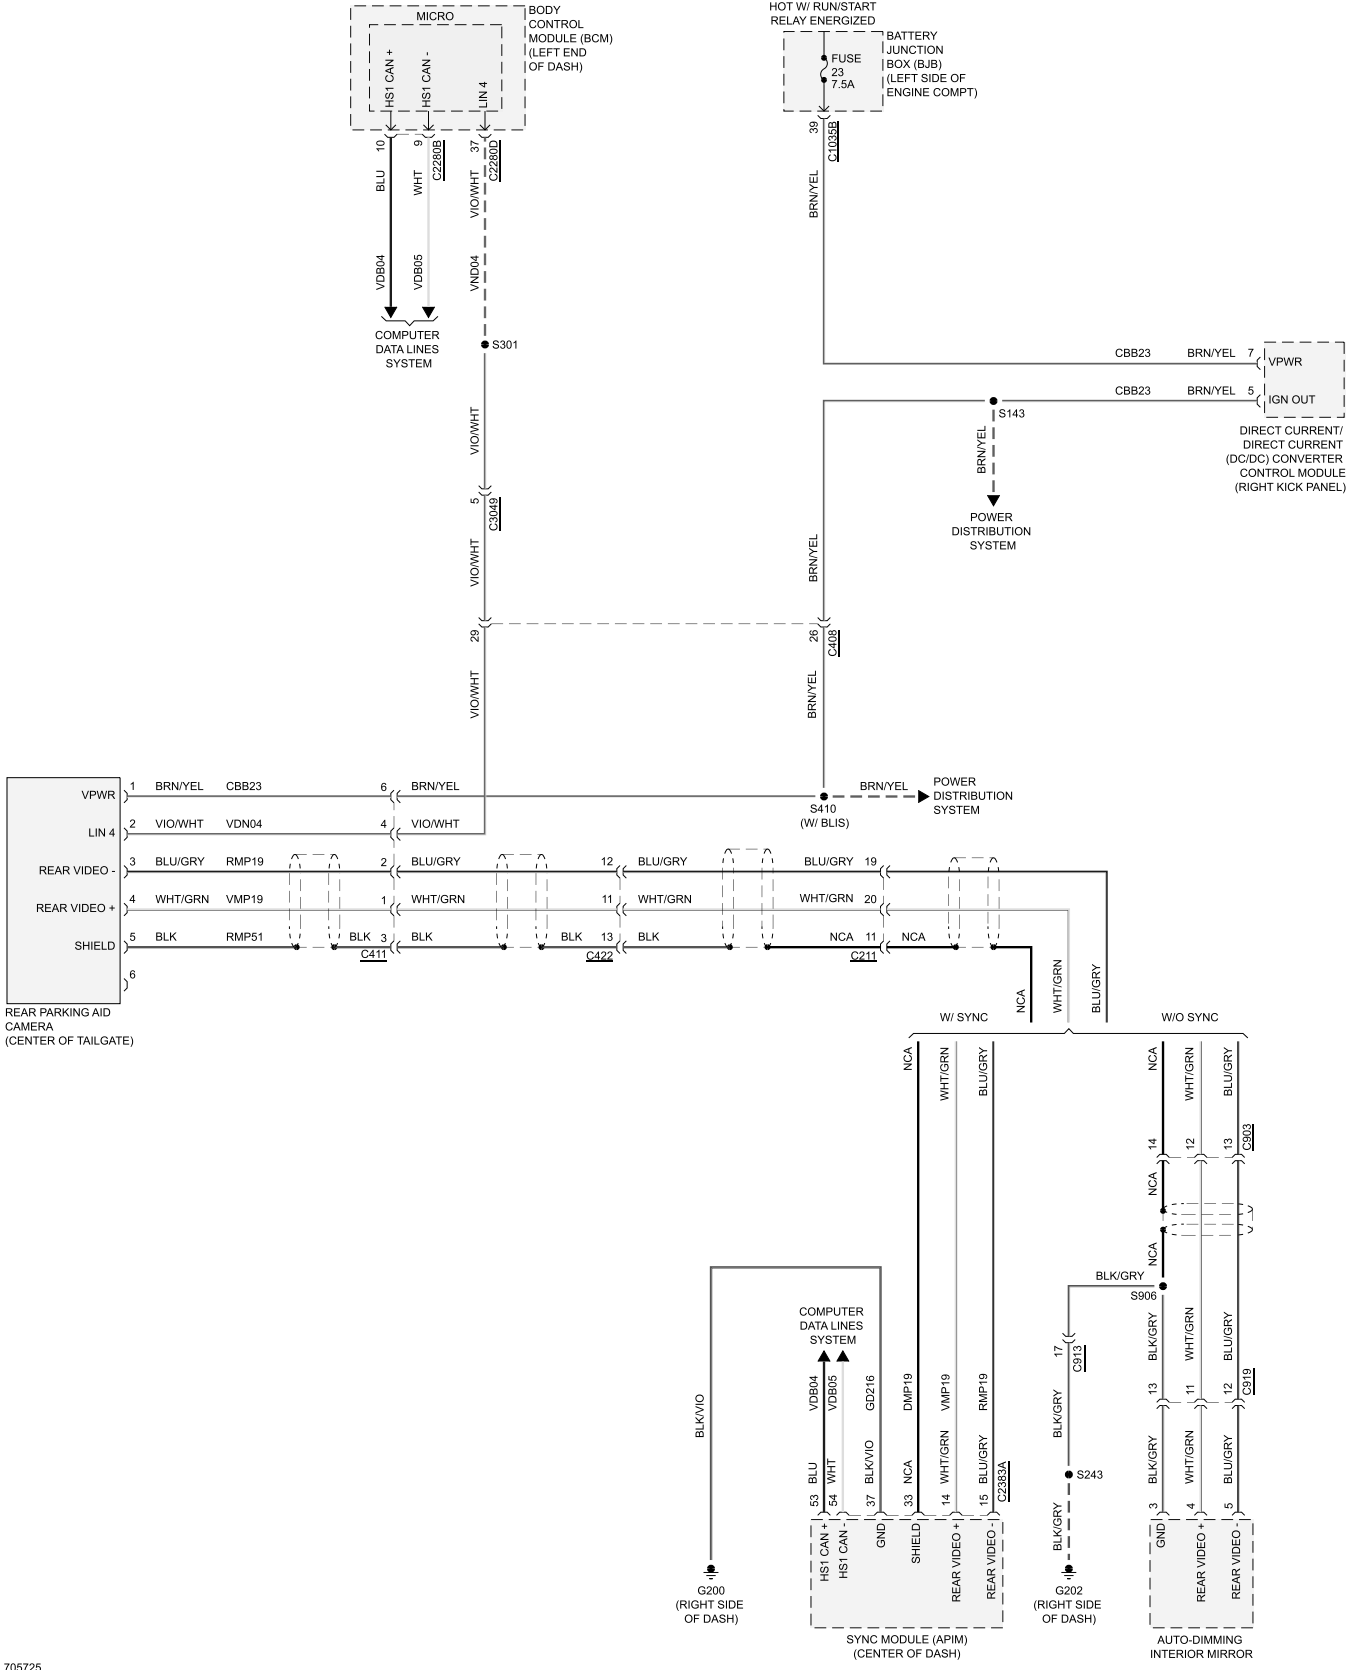 MICRO
BODY
CONTROL
MODULE (BCM)
(LEFT END
OF DASH)
HS1 CAN +
HS1 CAN -
LIN 4
10
9
C2280B
37
C2280D
BLU
WHT
VIO/WHT
VDB04
VDB05
VND04
COMPUTER
DATA LINES
SYSTEM
S301
VIO/WHT
5
C3049
VIO/WHT
29
VIO/WHT
HOT W/ RUN/START
RELAY ENERGIZED
FUSE
23
7.5A
BATTERY
JUNCTION
BOX (BJB)
(LEFT SIDE OF
ENGINE COMPT)
39
C1035B
BRN/YEL
CBB23
BRN/YEL
7
VPWR
CBB23
BRN/YEL
5
IGN OUT
S143
BRN/YEL
POWER
DISTRIBUTION
SYSTEM
DIRECT CURRENT/
DIRECT CURRENT
(DC/DC) CONVERTER
CONTROL MODULE
(RIGHT KICK PANEL)
BRN/YEL
26
C408
BRN/YEL
BRN/YEL
POWER
DISTRIBUTION
SYSTEM
S410
(W/ BLIS)
VPWR
1
BRN/YEL
CBB23
6
BRN/YEL
LIN 4
2
VIO/WHT
VDN04
4
VIO/WHT
REAR VIDEO -
3
BLU/GRY
RMP19
2
BLU/GRY
12
BLU/GRY
BLU/GRY
19
REAR VIDEO +
4
WHT/GRN
VMP19
1
WHT/GRN
11
WHT/GRN
WHT/GRN
20
SHIELD
5
BLK
RMP51
BLK
3
BLK
BLK
13
BLK
NCA
11
NCA
C411
C422
C211
6
REAR PARKING AID
CAMERA
(CENTER OF TAILGATE)
NCA
WHT/GRN
BLU/GRY
W/ SYNC
W/O SYNC
NCA
WHT/GRN
BLU/GRY
NCA
WHT/GRN
BLU/GRY
14
12
13
C903
NCA
NCA
BLK/GRY
S906
BLK/GRY
WHT/GRN
BLU/GRY
17
C913
13
11
12
C919
BLK/GRY
S243
BLK/GRY
G202
(RIGHT SIDE
OF DASH)
BLK/GRY
WHT/GRN
BLU/GRY
3
4
5
GND
REAR VIDEO +
REAR VIDEO -
AUTO-DIMMING
INTERIOR MIRROR
COMPUTER
DATA LINES
SYSTEM
VDB04
VDB05
GD216
DMP19
VMP19
RMP19
BLU
WHT
BLK/VIO
NCA
WHT/GRN
BLU/GRY
53
54
37
33
14
15
C2383A
HS1 CAN +
HS1 CAN -
GND
SHIELD
REAR VIDEO +
REAR VIDEO -
SYNC MODULE (APIM)
(CENTER OF DASH)
BLK/VIO
G200
(RIGHT SIDE
OF DASH)
705725